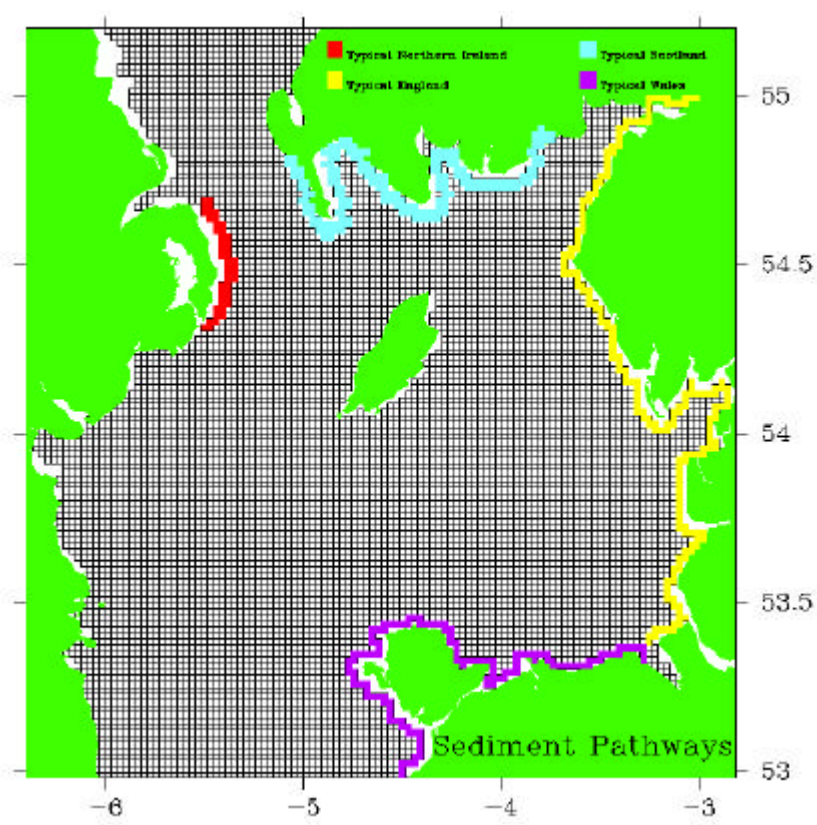 Typical Northern Ireland Typical Scotland
Typical England Typical Wales
55
54.5
54
53.5
Sediment Pathways
53
−6 −5 −4 −3